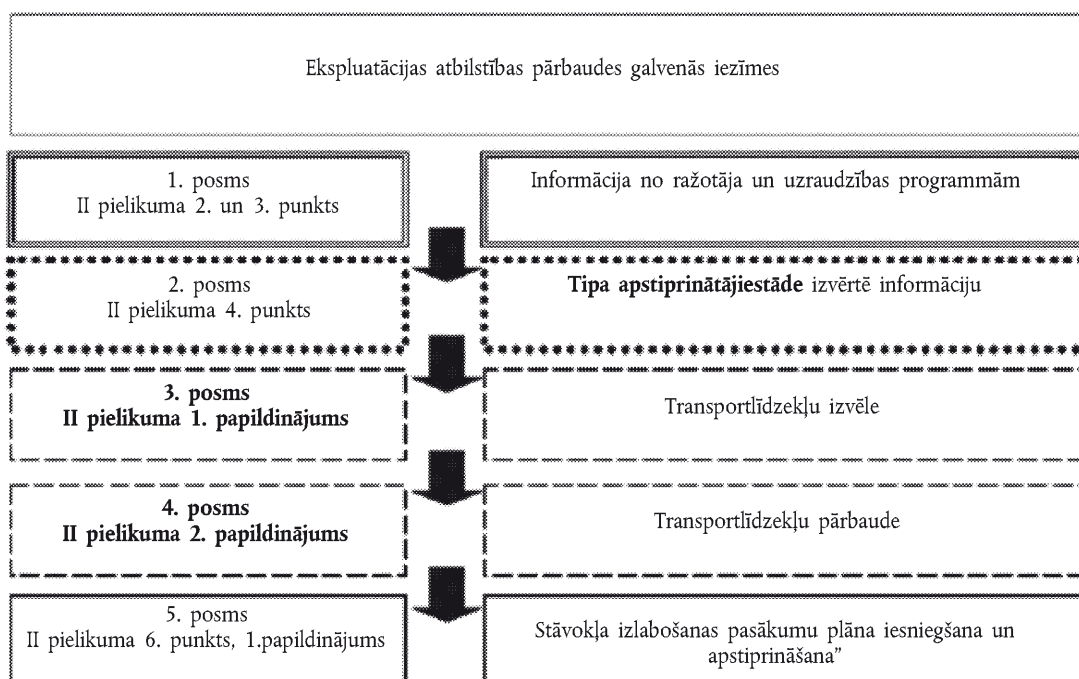 Ekspluatācijas atbilstības pārbaudes galvenās iezīmes
1. posms
II pielikuma 2. un 3. punkts
Informācija no ražotāja un uzraudzības programmām
2. posms
II pielikuma 4. punkts
Tipa apstiprinātājiestāde izvērtē informāciju
3. posms
II pielikuma 1. papildinājums
Transportlīdzekļu izvēle
4. posms
II pielikuma 2. papildinājums
Transportlīdzekļu pārbaude
5. posms
II pielikuma 6. punkts, 1.papildinājums
Stāvokļa izlabošanas pasākumu plāna iesniegšana un
apstiprināšana”